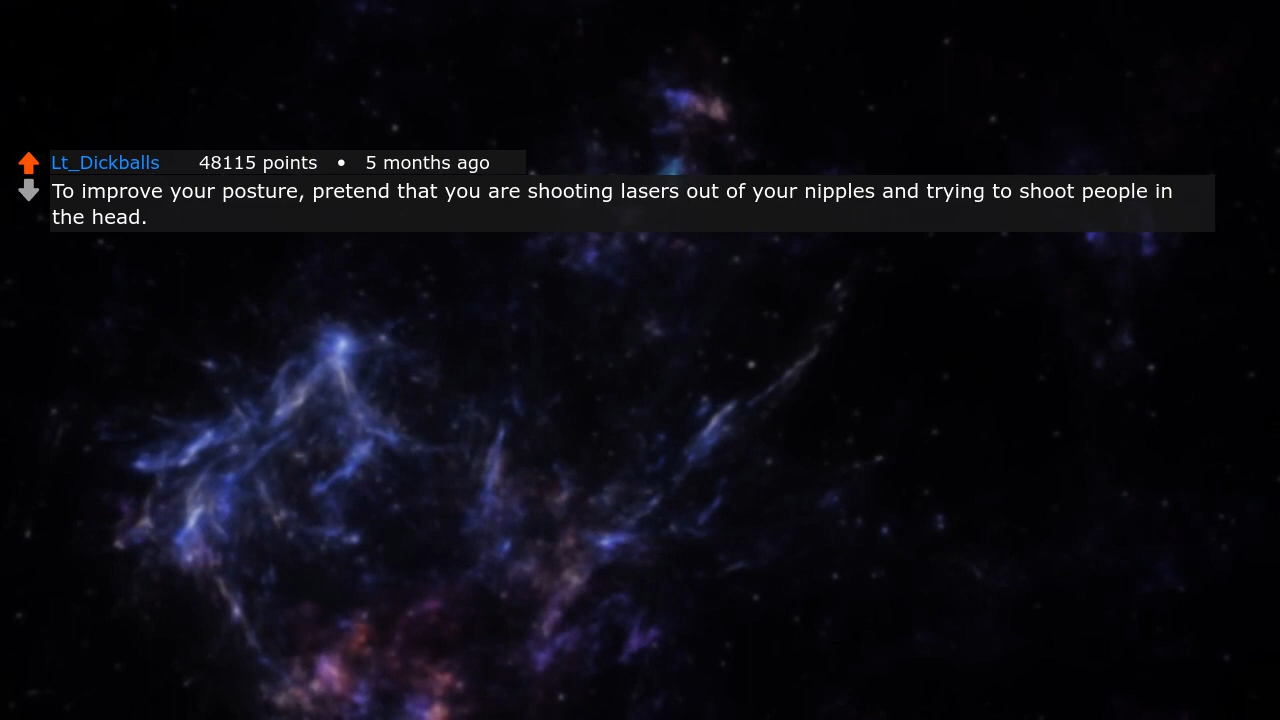 Lt_Dickballs 48115 points • 5 months ago
To improve your posture, pretend that you are shooting lasers out of your nipples and trying to shoot people in
the head.